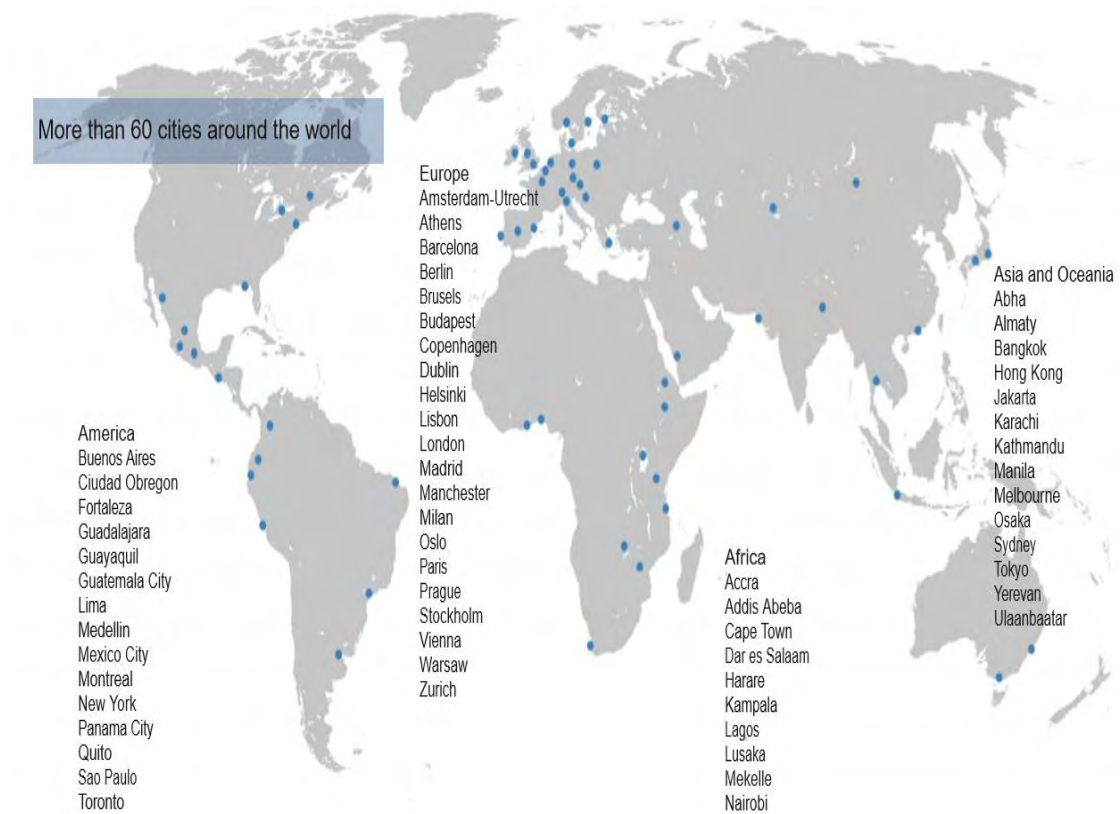 More than 60 cities around the world
America
Buenos Aires
Ciudad Obregon
Fortaleza
Guadalajara
Guayaquil
Guatemala City
Lima
Medellin
Mexico City
Montreal
New York
Panama City
Quito
Sao Paulo
Toronto
Europe
Amsterdam-Utrecht
Athens
Barcelona
Berlin
Brussels
Budapest
Copenhagen
Dublin
Helsinki
Lisbon
London
Madrid
Manchester
Milan
Oslo
Paris
Prague
Stockholm
Vienna
Warsaw
Zurich
Africa
Accra
Addis Abeba
Cape Town
Dar es Salaam
Harare
Kampala
Lagos
Lusaka
Mekelle
Nairobi
Asia and Oceania
Abha
Almaty
Bangkok
Hong Kong
Jakarta
Karachi
Kathmandu
Manila
Melbourne
Osaka
Sydney
Tokyo
Yerevan
Ulaanbaatar